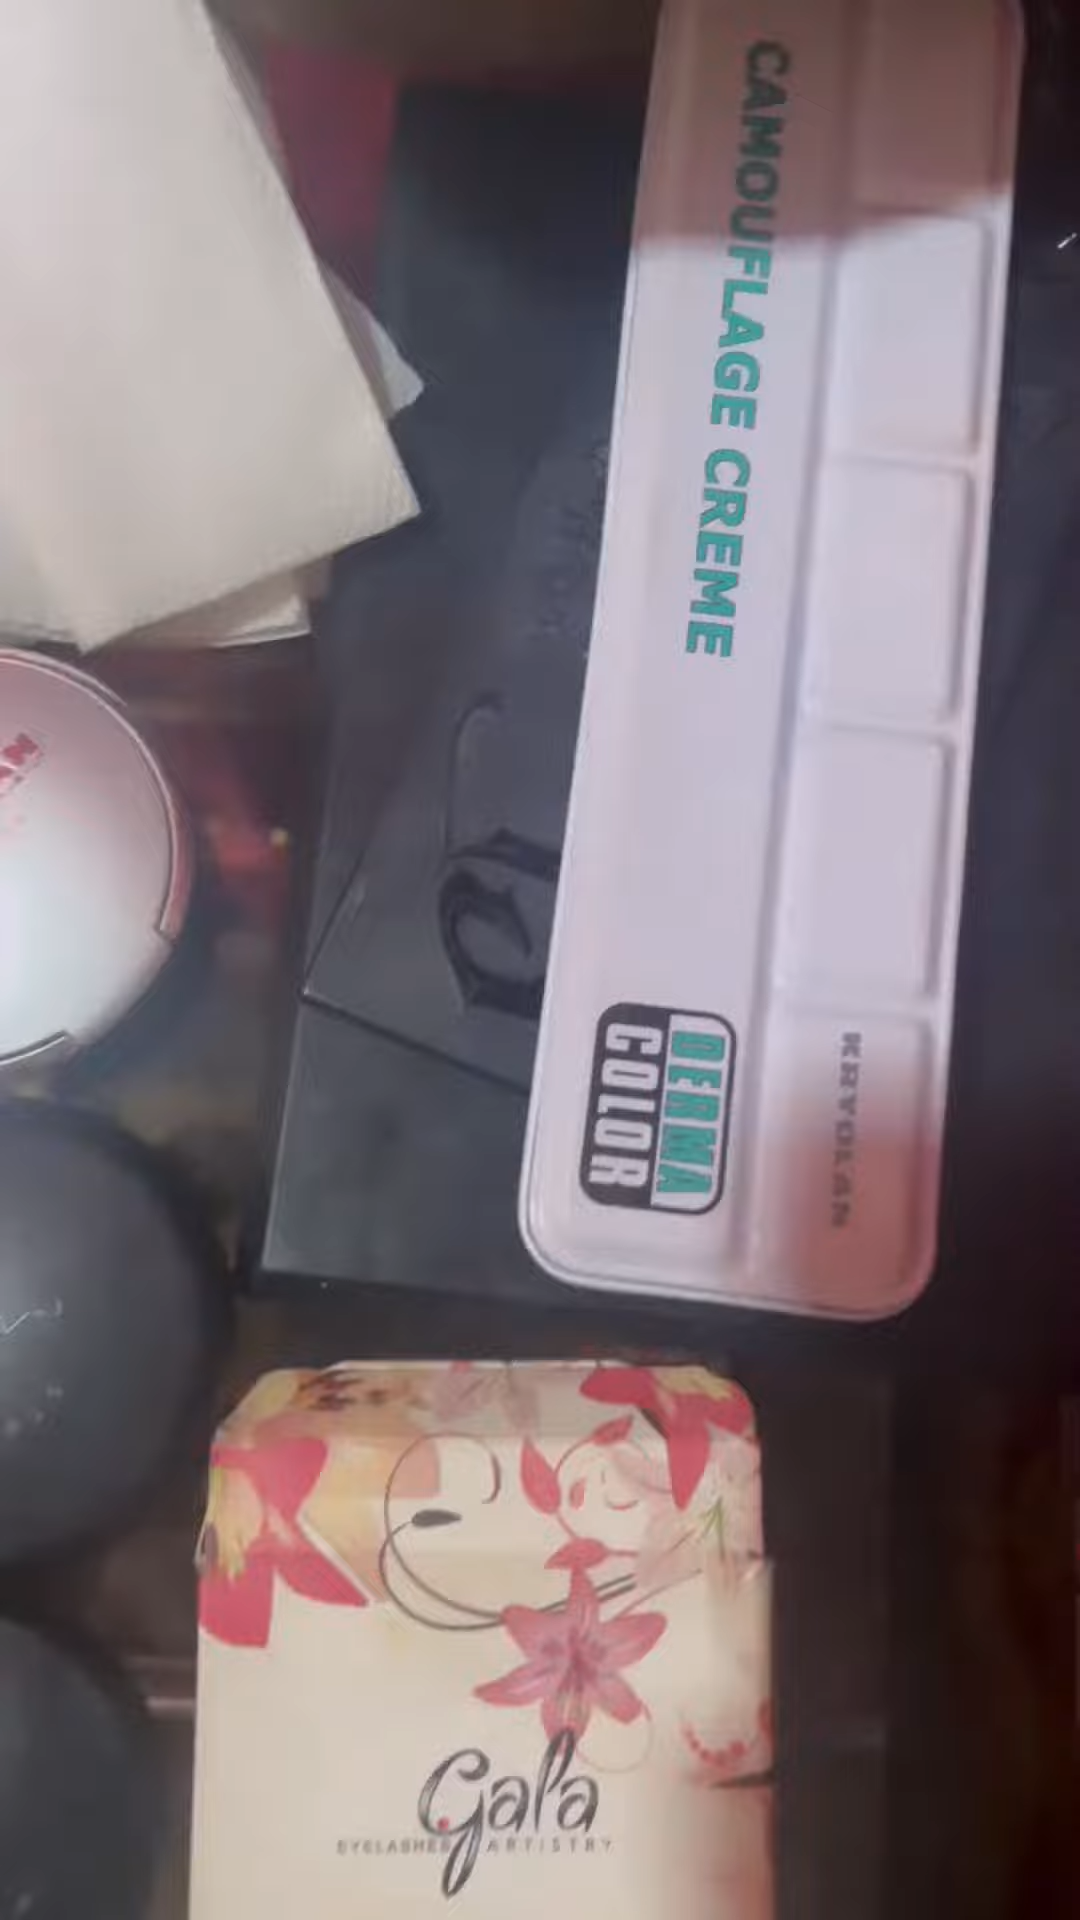 CAMOUFLAGE CREME
DERMA
COLOR
KRYOLAN
Gala
EYELASHES ARTISTRY